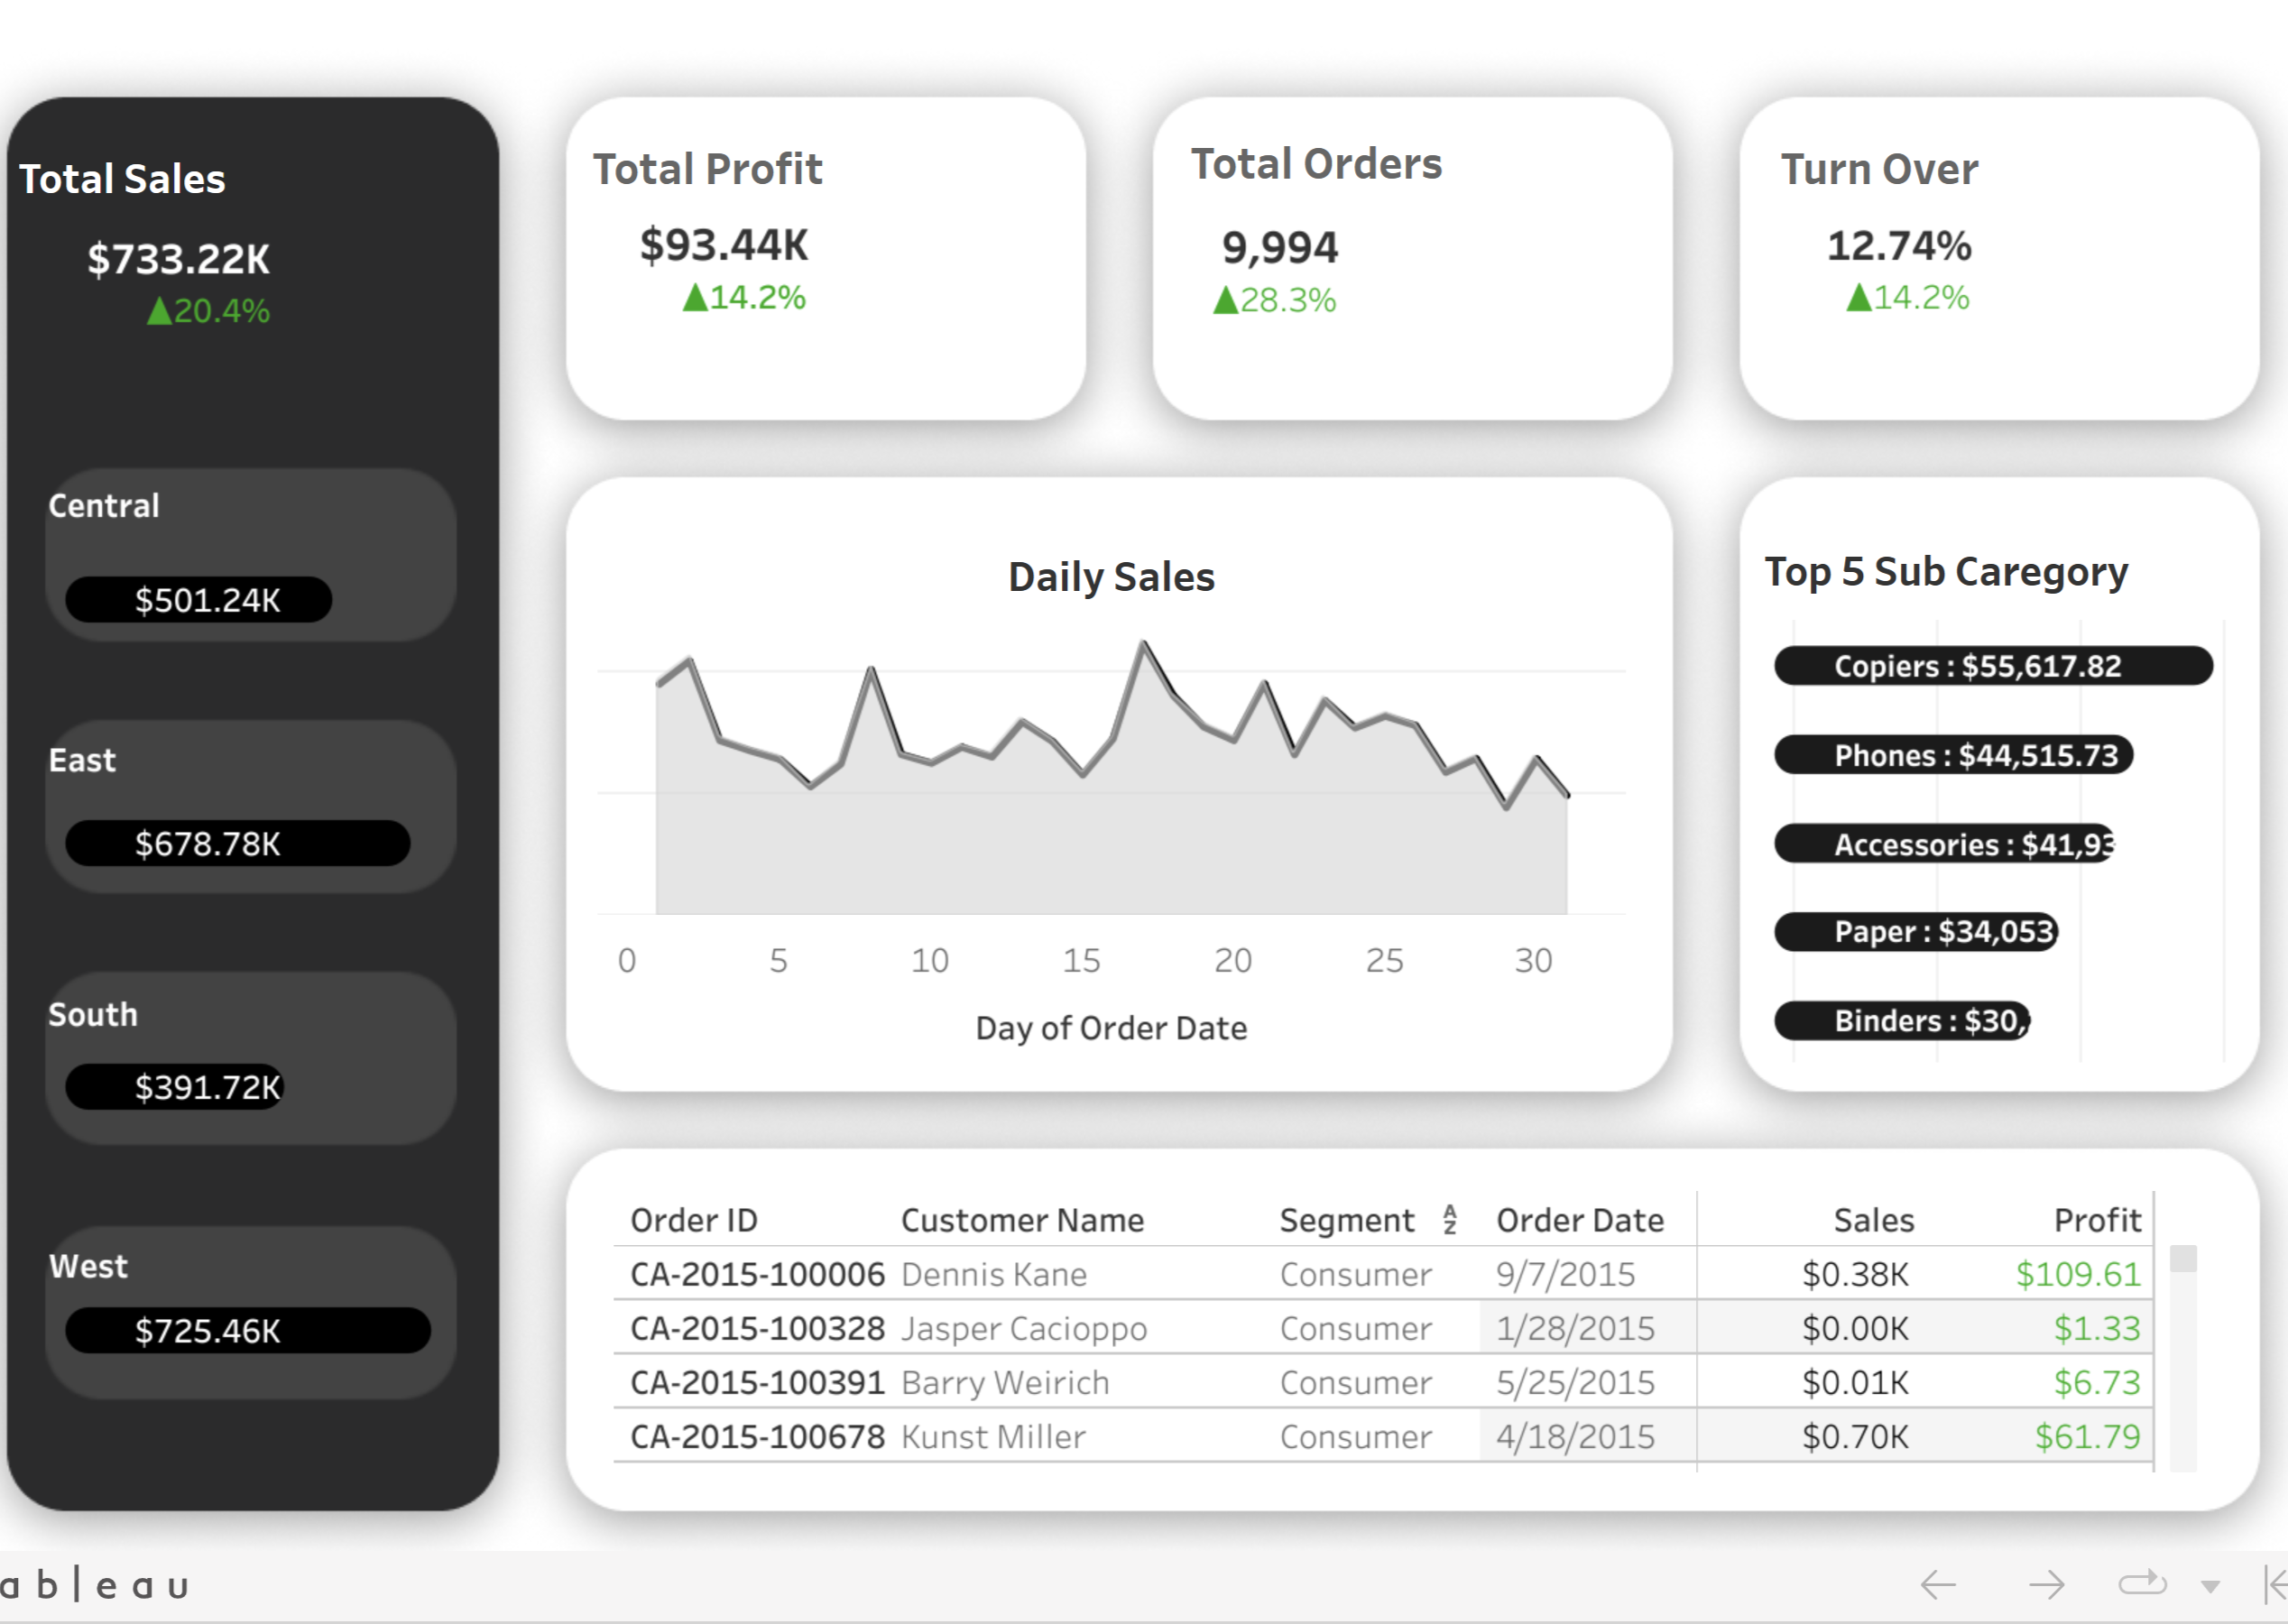 Total Sales
$733.22K
▲20.4%
Central
$501.24K
East
$678.78K
South
$391.72K
West
$725.46K
Total Profit
$93.44K
▲14.2%
Total Orders
9,994
▲28.3%
Turn Over
12.74%
▲14.2%
Daily Sales
0 5 10 15 20 25 30
Day of Order Date
Top 5 Sub Caregory
Copiers : $55,617.82
Phones : $44,515.73
Accessories : $41,93
Paper : $34,053
Binders : $30,
Order ID Customer Name Segment Order Date Sales Profit
CA-2015-100006 Dennis Kane Consumer 9/7/2015 $0.38K $109.61
CA-2015-100328 Jasper Cacioppo Consumer 1/28/2015 $0.00K $1.33
CA-2015-100391 Barry Weirich Consumer 5/25/2015 $0.01K $6.73
CA-2015-100678 Kunst Miller Consumer 4/18/2015 $0.70K $61.79
ab|eau